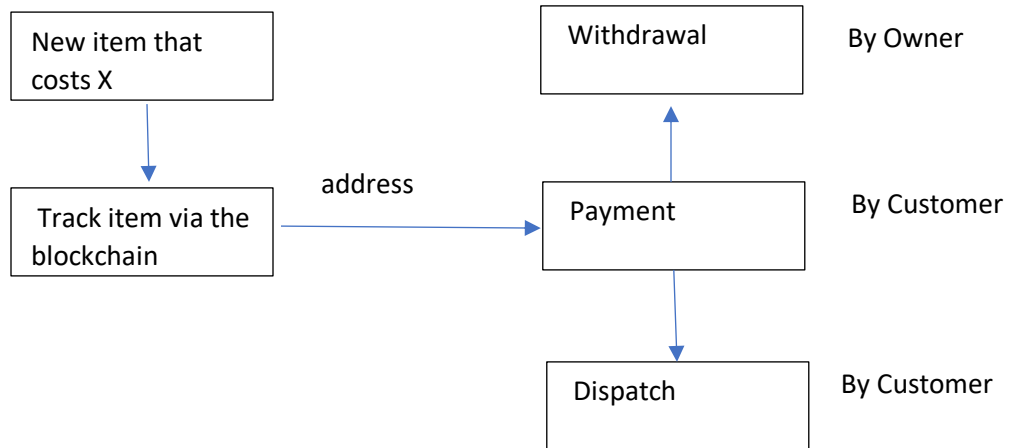 New item that
costs X
Withdrawal
By Owner
Track item via the
blockchain
address
Payment
By Customer
Dispatch
By Customer